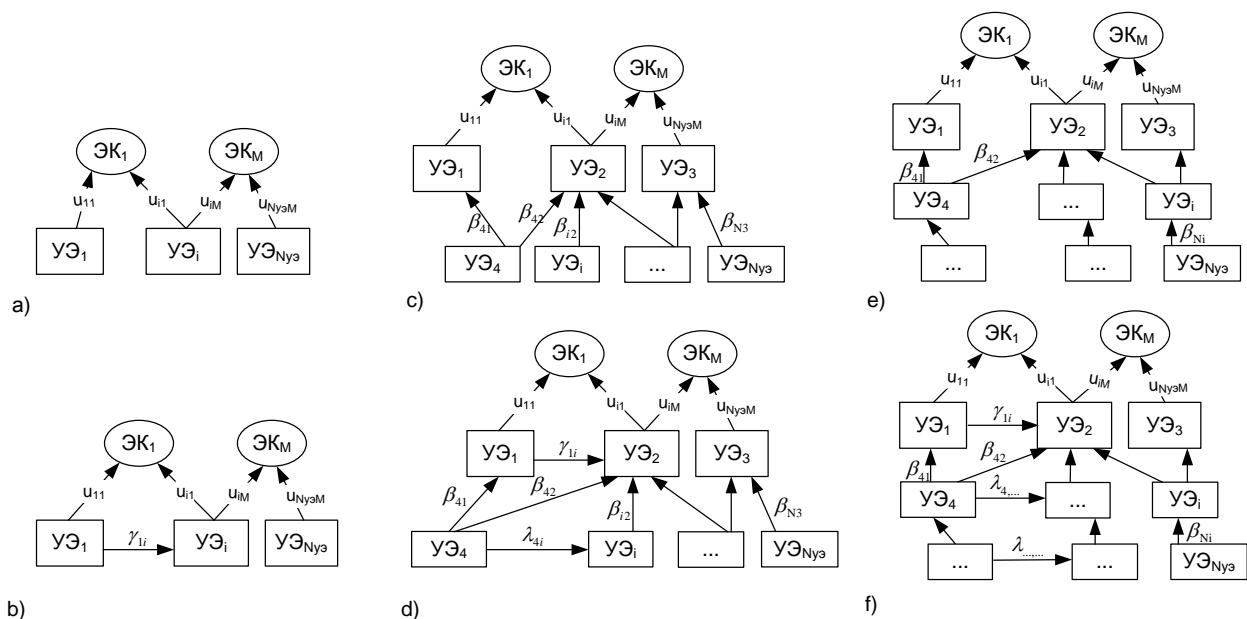 ЭК1 ЭКM
u11 ui1 uiM uNуэM
УЭ1 УЭi УЭNуэ
a)
ЭК1 ЭКM
u11 ui1 uiM uNуэM
УЭ1 γ1i УЭi УЭNуэ
b)
ЭК1 ЭКM
u11 ui1 uiM uNуэM
УЭ1 УЭ2 УЭ3
β41 β42 βi2 βN3
УЭ4 УЭi ... УЭNуэ
c)
ЭК1 ЭКM
u11 ui1 uiM uNуэM
УЭ1 γ1i УЭ2 УЭ3
β41 β42 βi2 βN3
УЭ4 λ4i УЭi ... УЭNуэ
d)
ЭК1 ЭКM
u11 ui1 uiM uNуэM
УЭ1 УЭ2 УЭ3
β41 β42
УЭ4 ... УЭi
βNi
... ... УЭNуэ
e)
ЭК1 ЭКM
u11 ui1 uiM uNуэM
УЭ1 γ1i УЭ2 УЭ3
β41 β42
УЭ4 λ4,... ... УЭi
βNi
... λ...,... ... УЭNуэ
f)